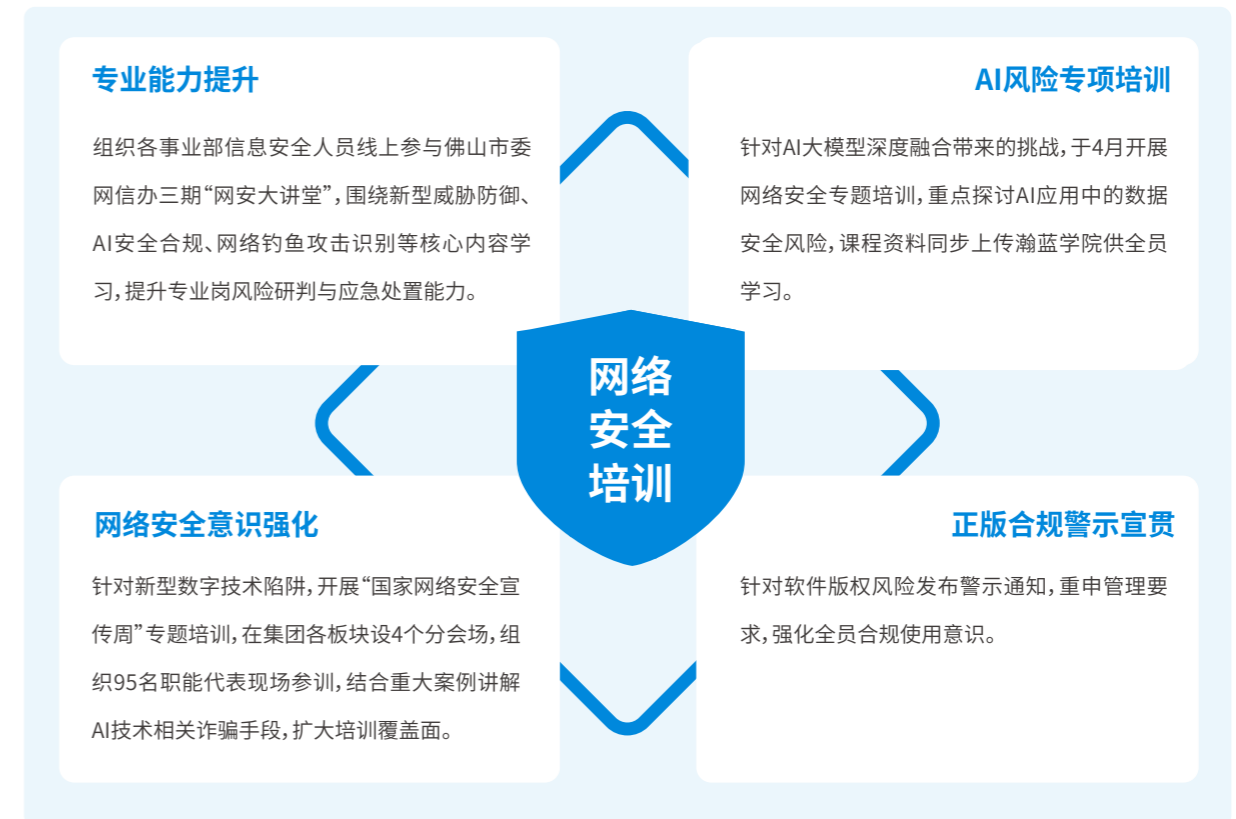 专业能力提升
组织各事业部信息安全人员线上参与佛山市委
网信办三期“网安大讲堂”，围绕新型威胁防御、
AI安全合规、网络钓鱼攻击识别等核心内容学
习，提升专业岗风险研判与应急处置能力。
AI风险专项培训
针对AI大模型深度融合带来的挑战，于4月开展
网络安全专题培训，重点探讨AI应用中的数据
安全风险，课程资料同步上传瀚蓝学院供全员
学习。
网络
安全
培训
网络安全意识强化
针对新型数字技术陷阱，开展“国家网络安全宣
传周”专题培训，在集团各板块设4个分会场，组
织95名职能代表现场参训，结合重大案例讲解
AI技术相关诈骗手段，扩大培训覆盖面。
正版合规警示宣贯
针对软件版权风险发布警示通知，重申管理要
求，强化全员合规使用意识。